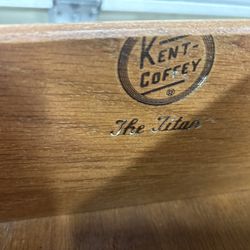 KENT-
COFFEY
®
The Titan